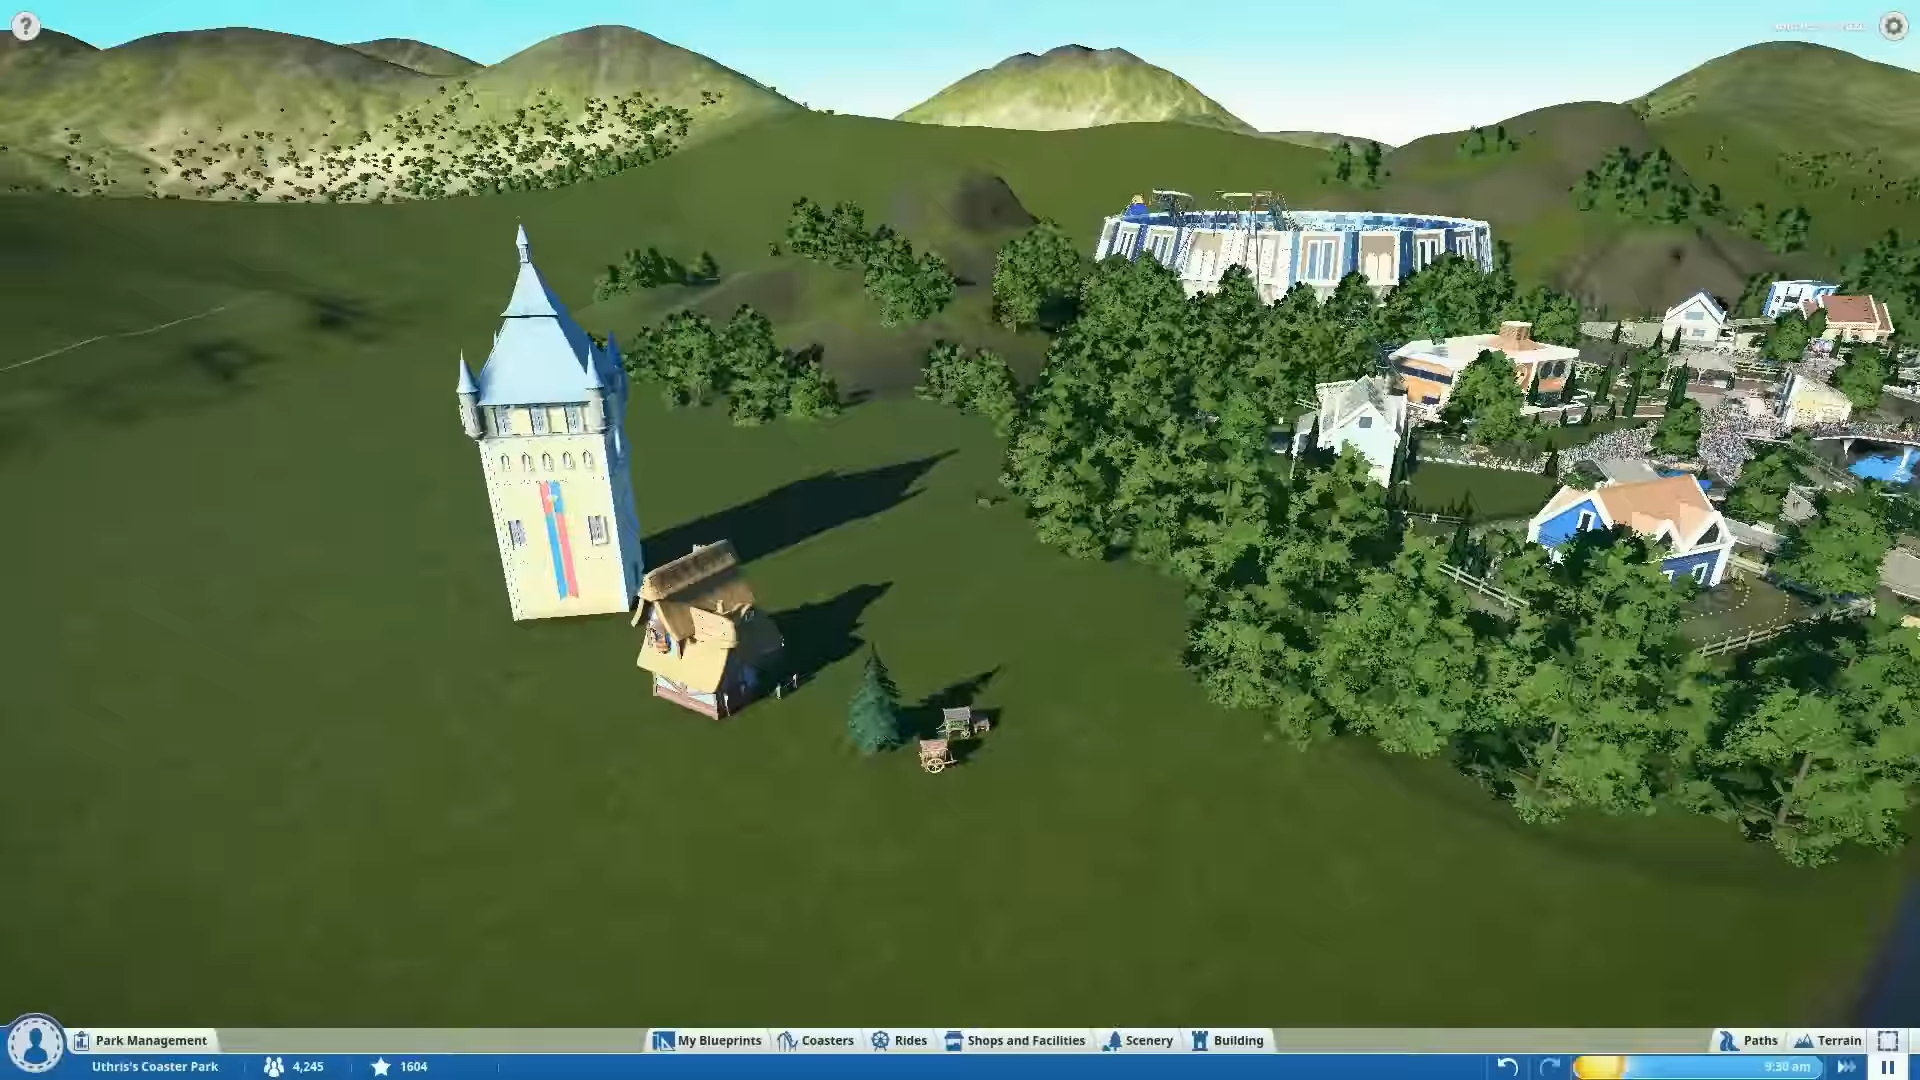 ?
Park Management
My Blueprints
Coasters
Rides
Shops and Facilities
Scenery
Building
Paths
Terrain
Uthris's Coaster Park
4,245
1604
9:30 am